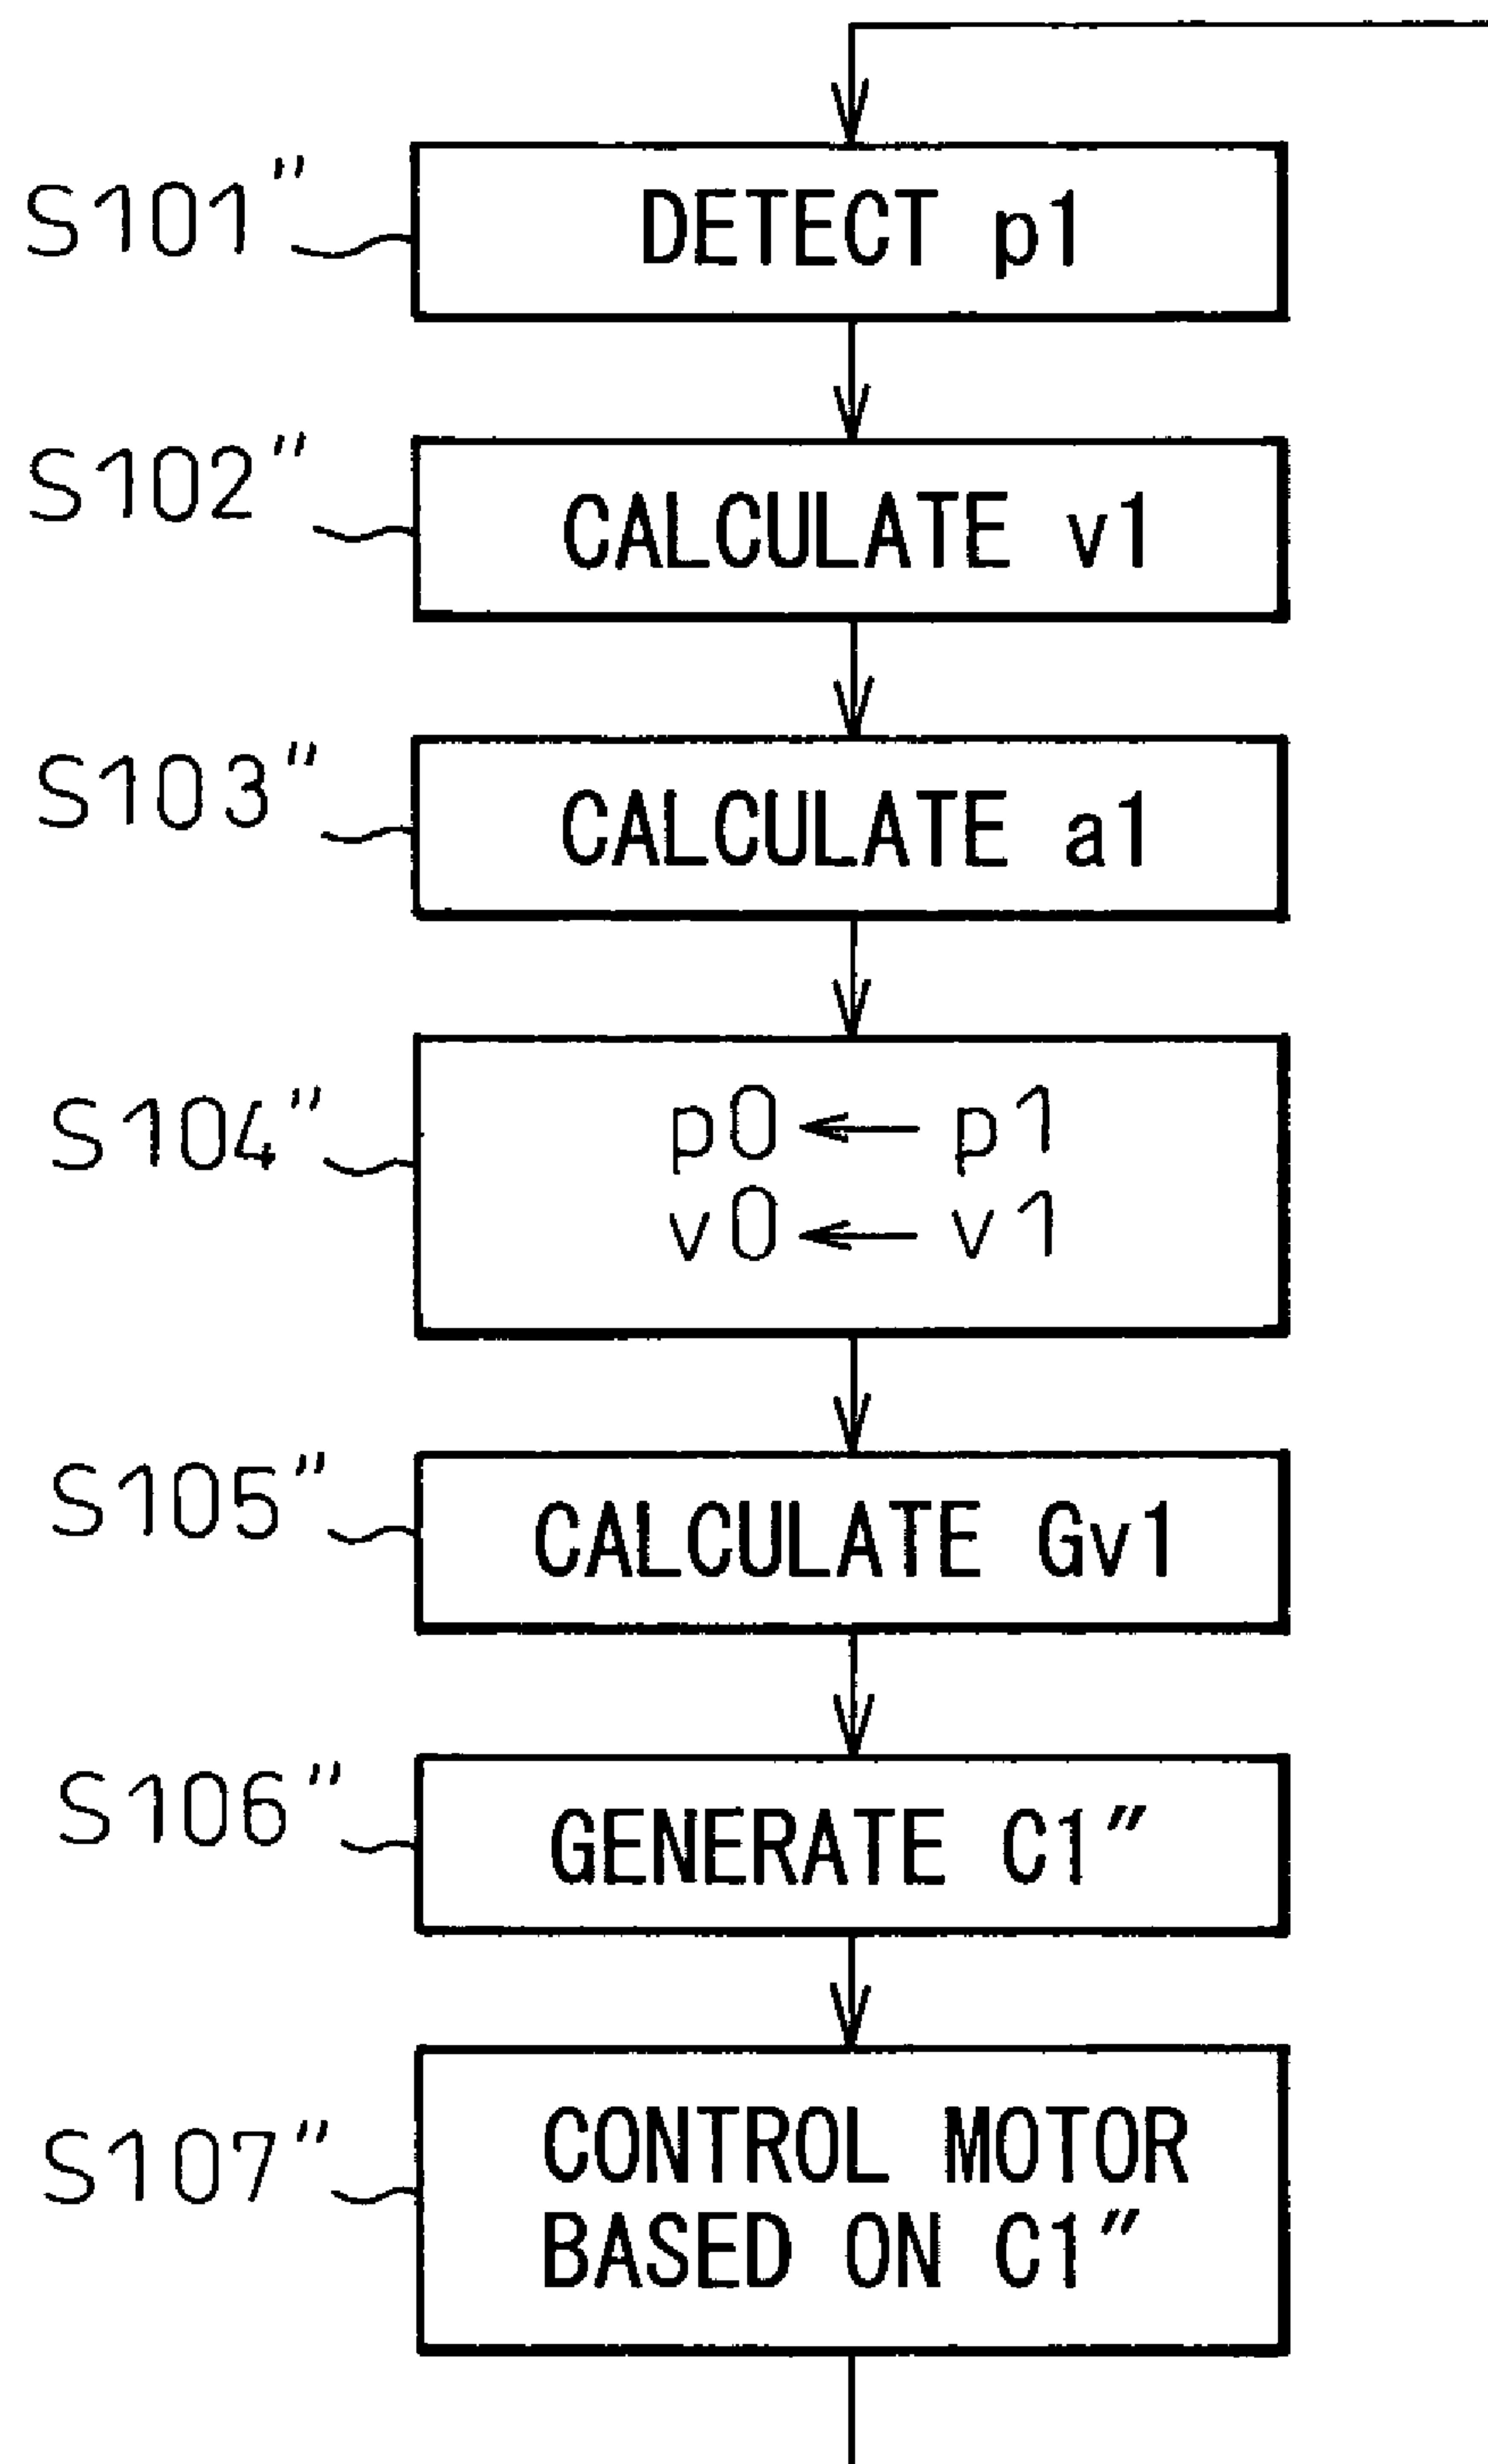 S101" DETECT p1
S102" CALCULATE v1
S103" CALCULATE a1
S104" p0 ← p1
v0 ← v1
S105" CALCULATE Gv1
S106" GENERATE C1"
S107" CONTROL MOTOR
BASED ON C1"